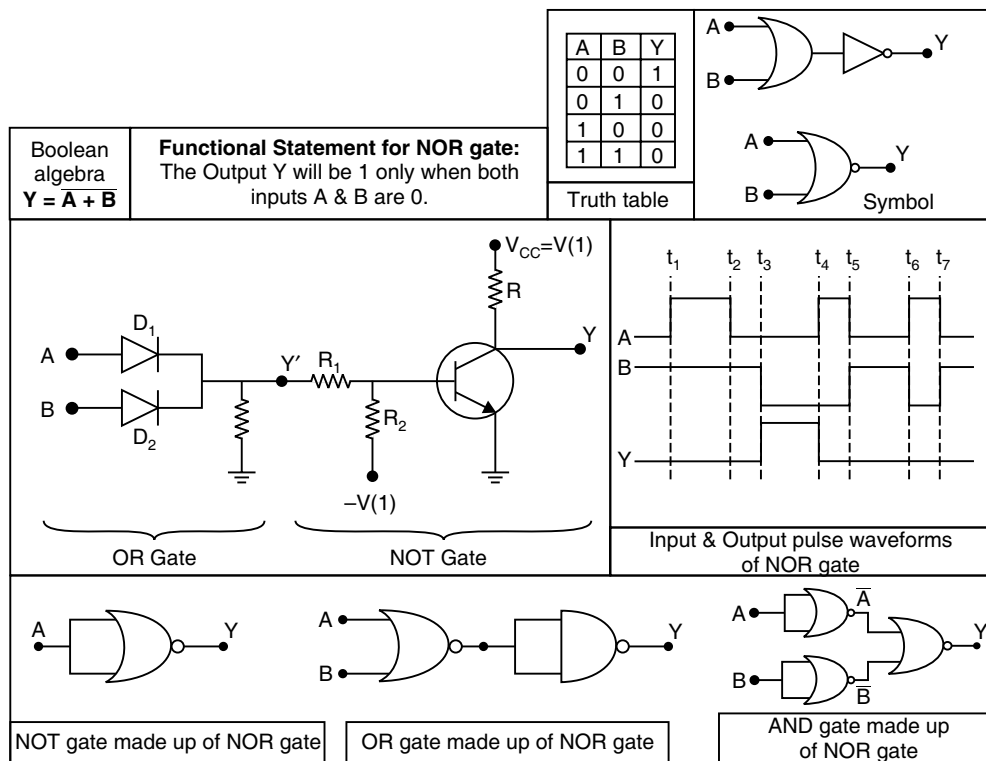 A B Y
0 0 1
0 1 0
1 0 0
1 1 0
Truth table
A
B
Y
A
B
Y
Symbol
Boolean
algebra
Y = \overline{A + B}
Functional Statement for NOR gate:
The Output Y will be 1 only when both
inputs A & B are 0.
V_CC=V(1)
R
D₁
A
B
D₂
Y′
R₁
R₂
Y
–V(1)
OR Gate
NOT Gate
t₁ t₂ t₃ t₄ t₅ t₆ t₇
A
B
Y
Input & Output pulse waveforms
of NOR gate
A
Y
NOT gate made up of NOR gate
A
B
Y
OR gate made up of NOR gate
A
\overline{A}
B
\overline{B}
Y
AND gate made up
of NOR gate